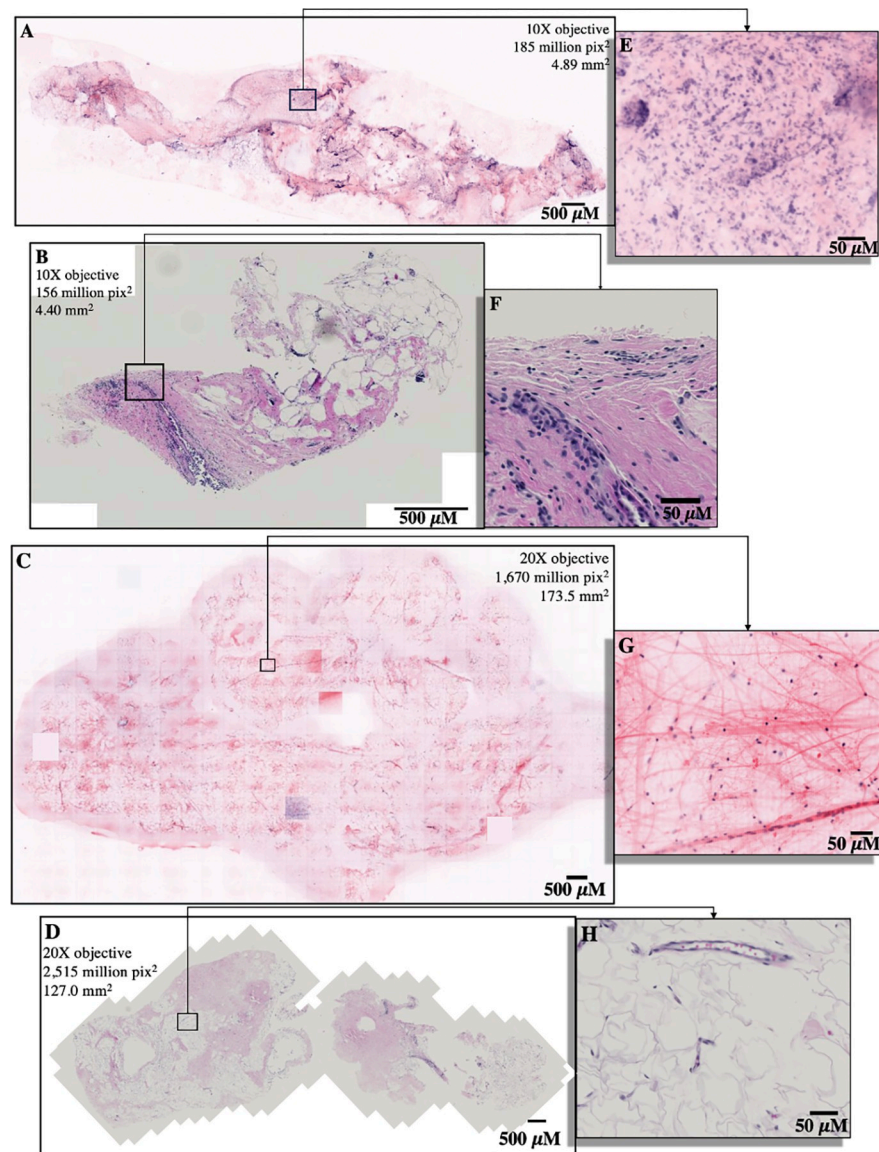 A
10X objective
185 million pix²
4.89 mm²
500 µM
E
50 µM
B
10X objective
156 million pix²
4.40 mm²
500 µM
F
50 µM
C
20X objective
1,670 million pix²
173.5 mm²
500 µM
G
50 µM
D
20X objective
2,515 million pix²
127.0 mm²
500 µM
H
50 µM